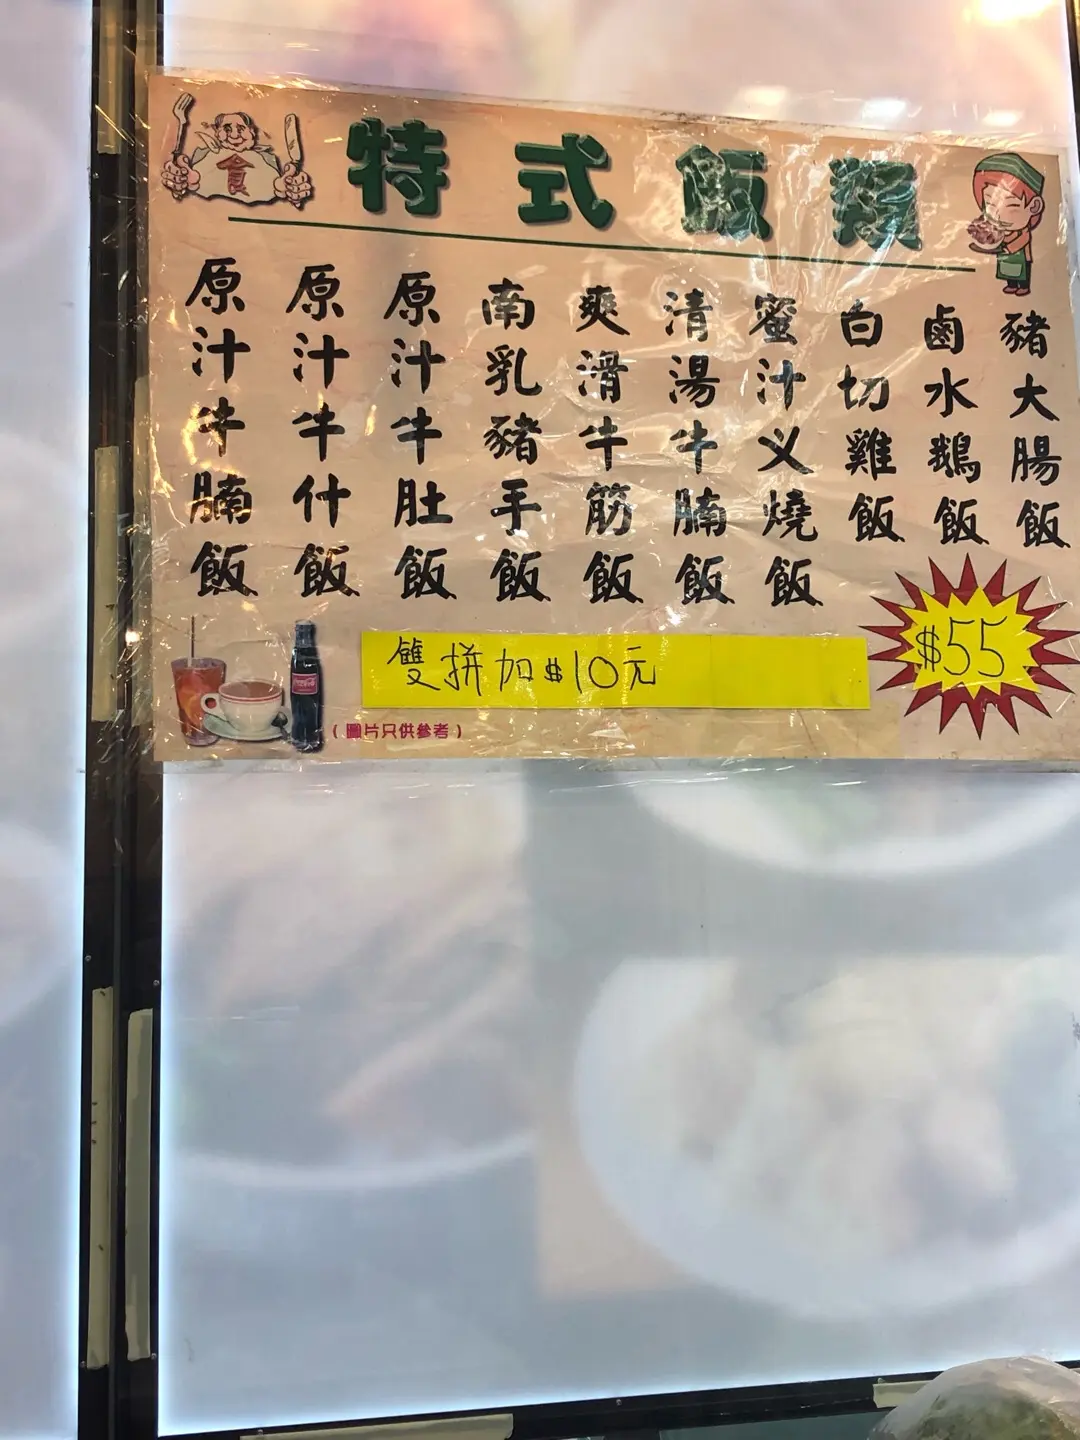 食
特式飯類
豬大腸飯
鹵水鵝飯
白切雞飯
蜜汁义燒飯
清湯牛腩飯
爽滑牛筋飯
南乳豬手飯
原汁牛肚飯
原汁牛什飯
原汁牛腩飯
雙拼加$10元
$55
(圖片只供參考)
Coca-Cola